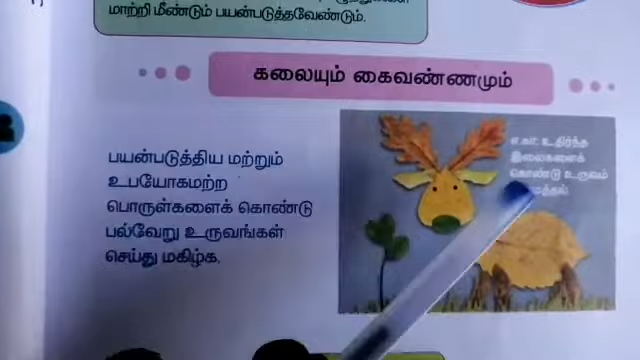 மாற்றி மீண்டும் பயன்படுத்தவேண்டும்.
கலையும் கைவண்ணமும்
பயன்படுத்திய மற்றும்
உபயோகமற்ற
பொருள்களைக் கொண்டு
பல்வேறு உருவங்கள்
செய்து மகிழ்க.
எ.கா: உதிர்ந்த
இலைகளைக்
கொண்டு உருவம்